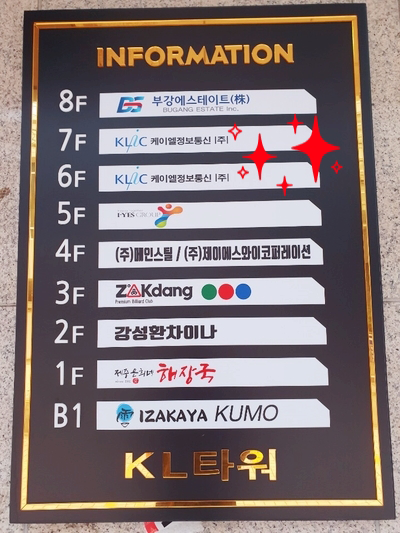 INFORMATION
8F 부강에스테이트(株)
BUGANG ESTATE Inc.
7F KLIC 케이엘정보통신 [주]
6F KLIC 케이엘정보통신 [주]
5F I-YES GROUP
4F (주)메인스틸 / (주)제이에스와이코퍼레이션
3F ZAKdang
Premium Billiard Club
2F 강성환차이나
1F 해장국
B1 IZAKAYA KUMO
KL타워